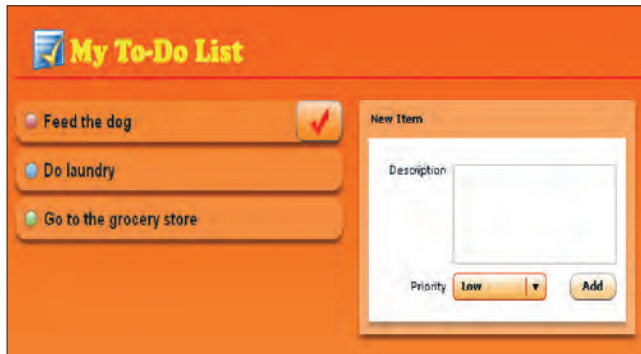 My To-Do List
Feed the dog
Do laundry
Go to the grocery store
New Item
Description
Priority Low Add